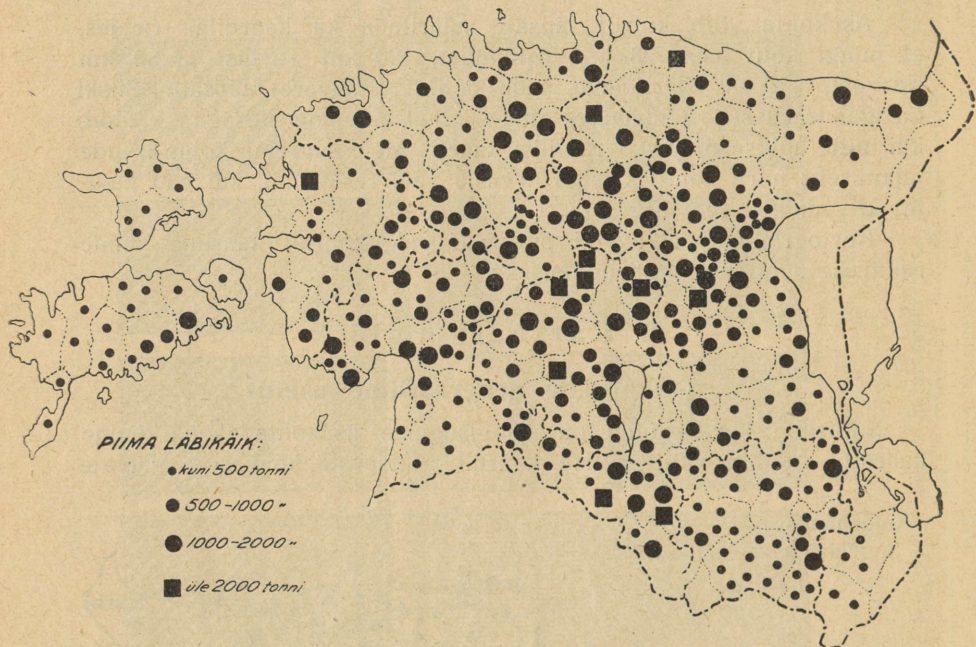 PIIMA LÄBIKÄIK:
kuni 500 tonni
500-1000 "
1000-2000 "
üle 2000 tonni